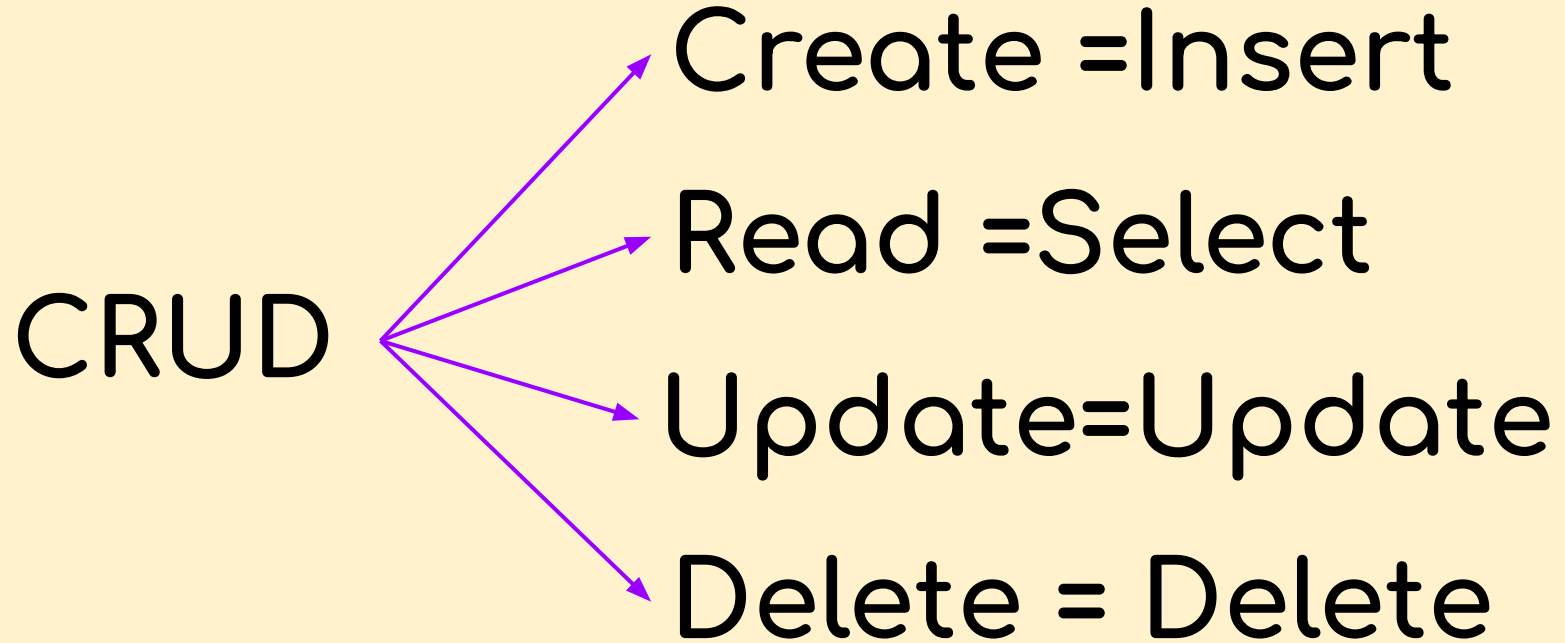 Create =Insert
Read =Select
CRUD
Update=Update
Delete = Delete